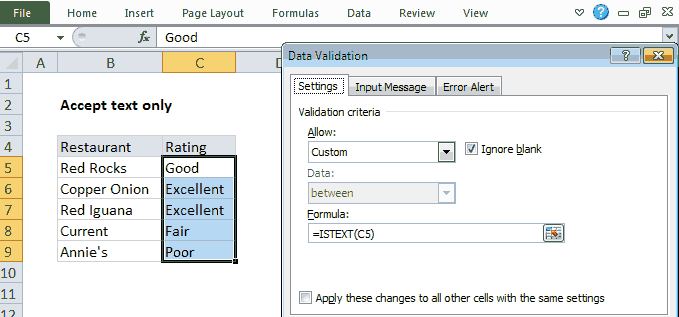 File Home Insert Page Layout Formulas Data Review View
C5 fx Good
A B C D
1
2 Accept text only
3
4 Restaurant Rating
5 Red Rocks Good
6 Copper Onion Excellent
7 Red Iguana Excellent
8 Current Fair
9 Annie's Poor
10
11
12
Data Validation
Settings Input Message Error Alert
Validation criteria
Allow:
Custom Ignore blank
Data:
between
Formula:
=ISTEXT(C5)
Apply these changes to all other cells with the same settings